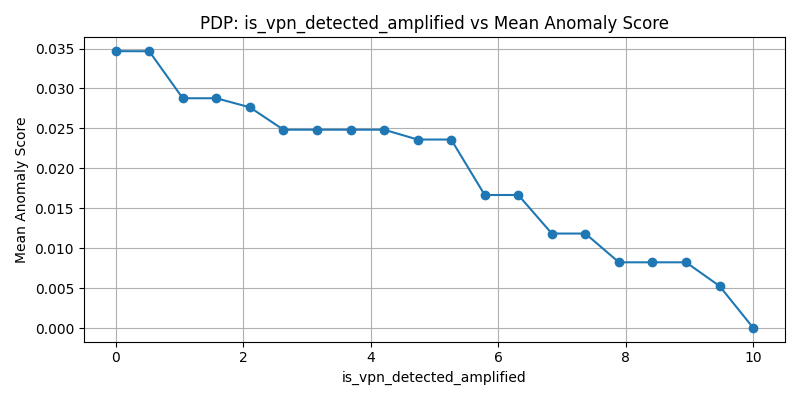 PDP: is_vpn_detected_amplified vs Mean Anomaly Score
0.035
0.030
0.025
0.020
0.015
0.010
0.005
0.000
Mean Anomaly Score
0 2 4 6 8 10
is_vpn_detected_amplified